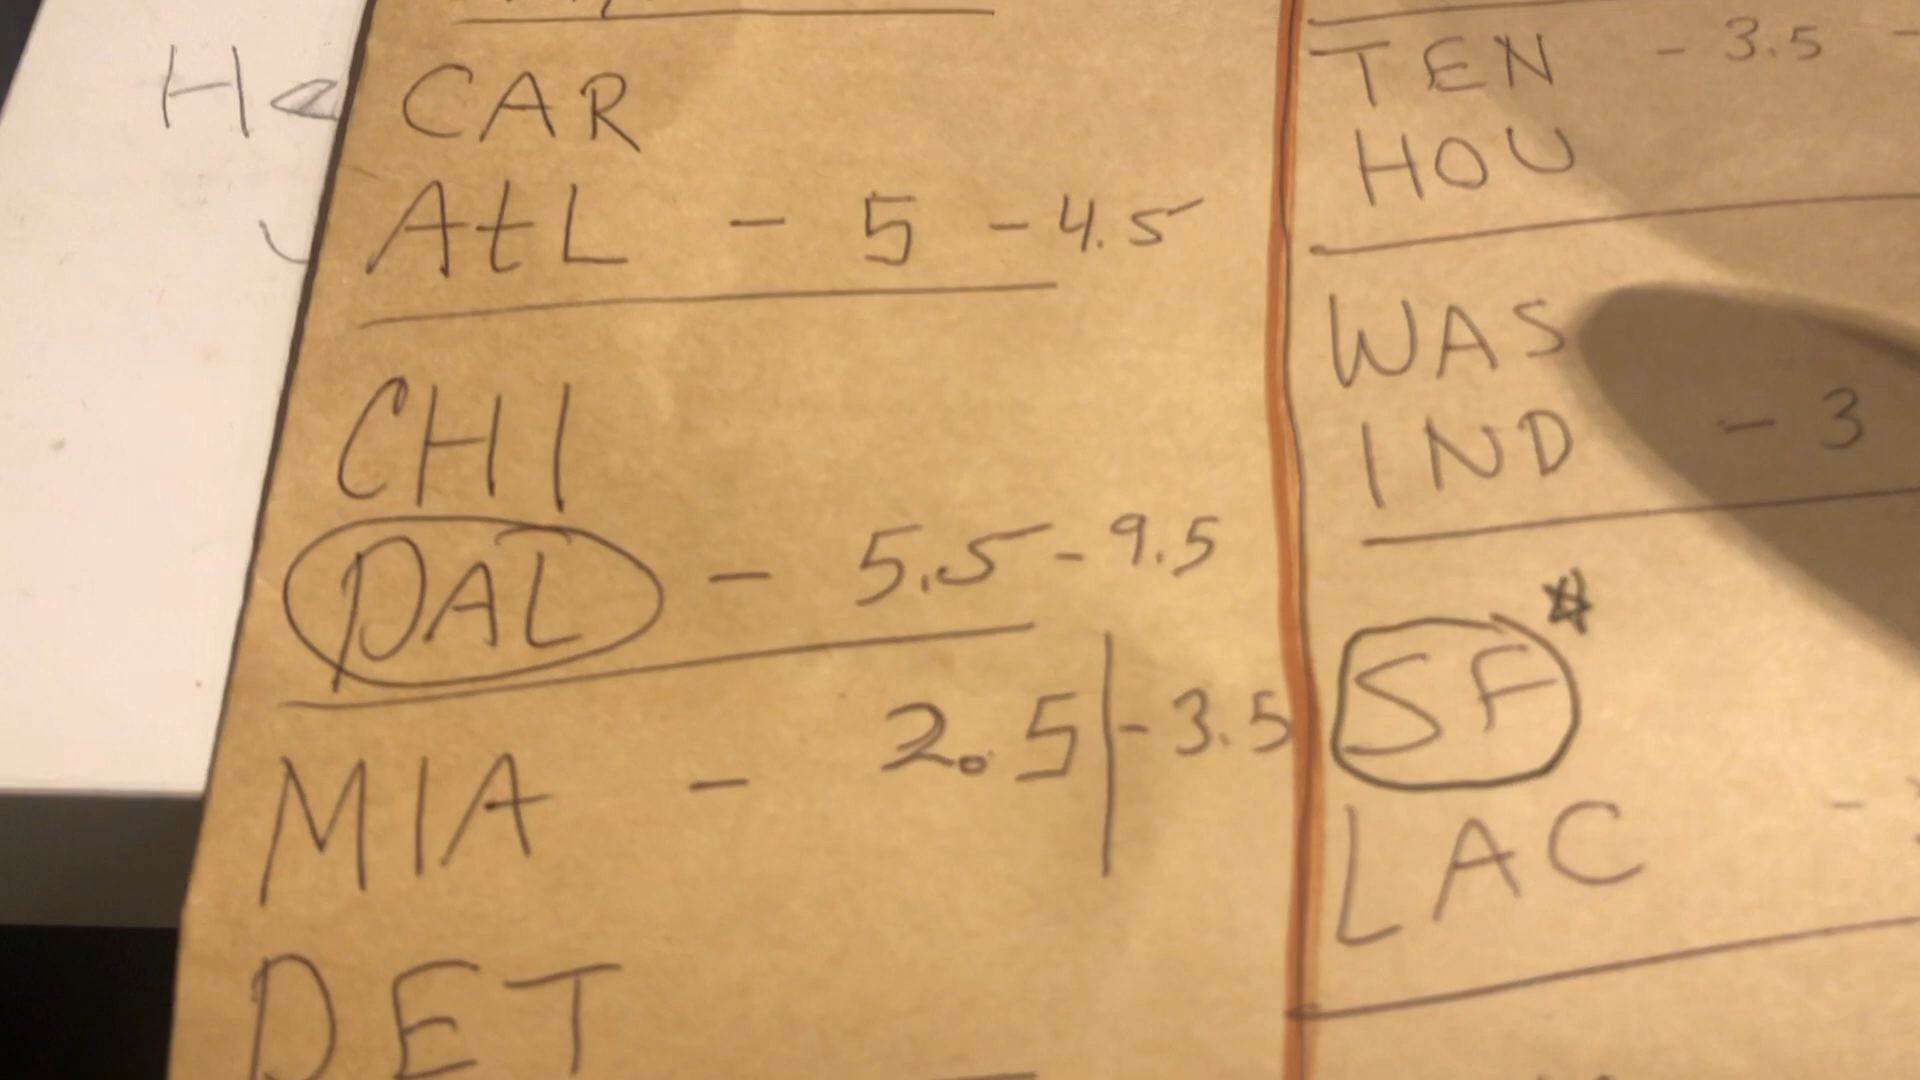 Ha
CAR
AtL - 5 - 4.5
CHI
DAL - 5.5 - 9.5
MIA - 2.5 | - 3.5
DET
TEN - 3.5 -
HOU
WAS
IND - 3
SF *
LAC -